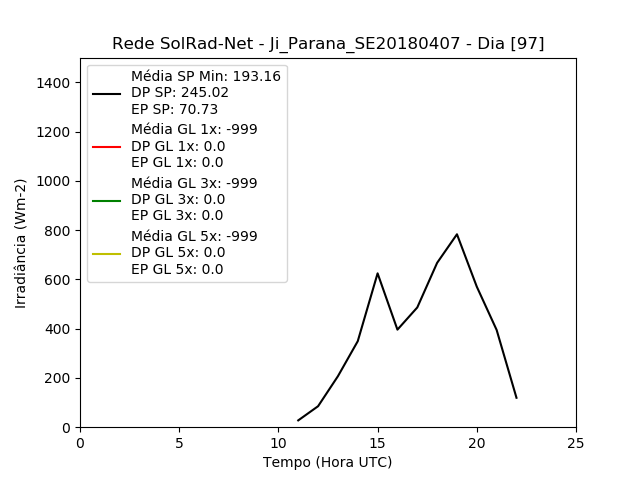 Rede SolRad-Net - Ji_Parana_SE20180407 - Dia [97]
Média SP Min: 193.16
DP SP: 245.02
EP SP: 70.73
Média GL 1x: -999
DP GL 1x: 0.0
EP GL 1x: 0.0
Média GL 3x: -999
DP GL 3x: 0.0
EP GL 3x: 0.0
Média GL 5x: -999
DP GL 5x: 0.0
EP GL 5x: 0.0
Irradiância (Wm-2)
1400
1200
1000
800
600
400
200
0
0 5 10 15 20 25
Tempo (Hora UTC)